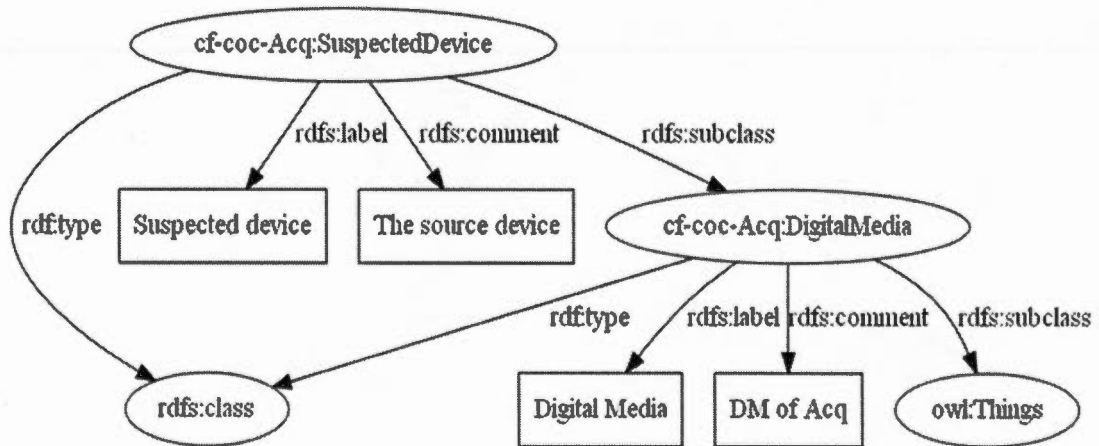 cf-coc-Acq:SuspectedDevice
rdfs:label
rdfs:comment
rdfs:subclass
rdf:type
Suspected device
The source device
cf-coc-Acq:DigitalMedia
rdf:type
rdfs:label
rdfs:comment
rdfs:subclass
rdfs:class
Digital Media
DM of Acq
owl:Things